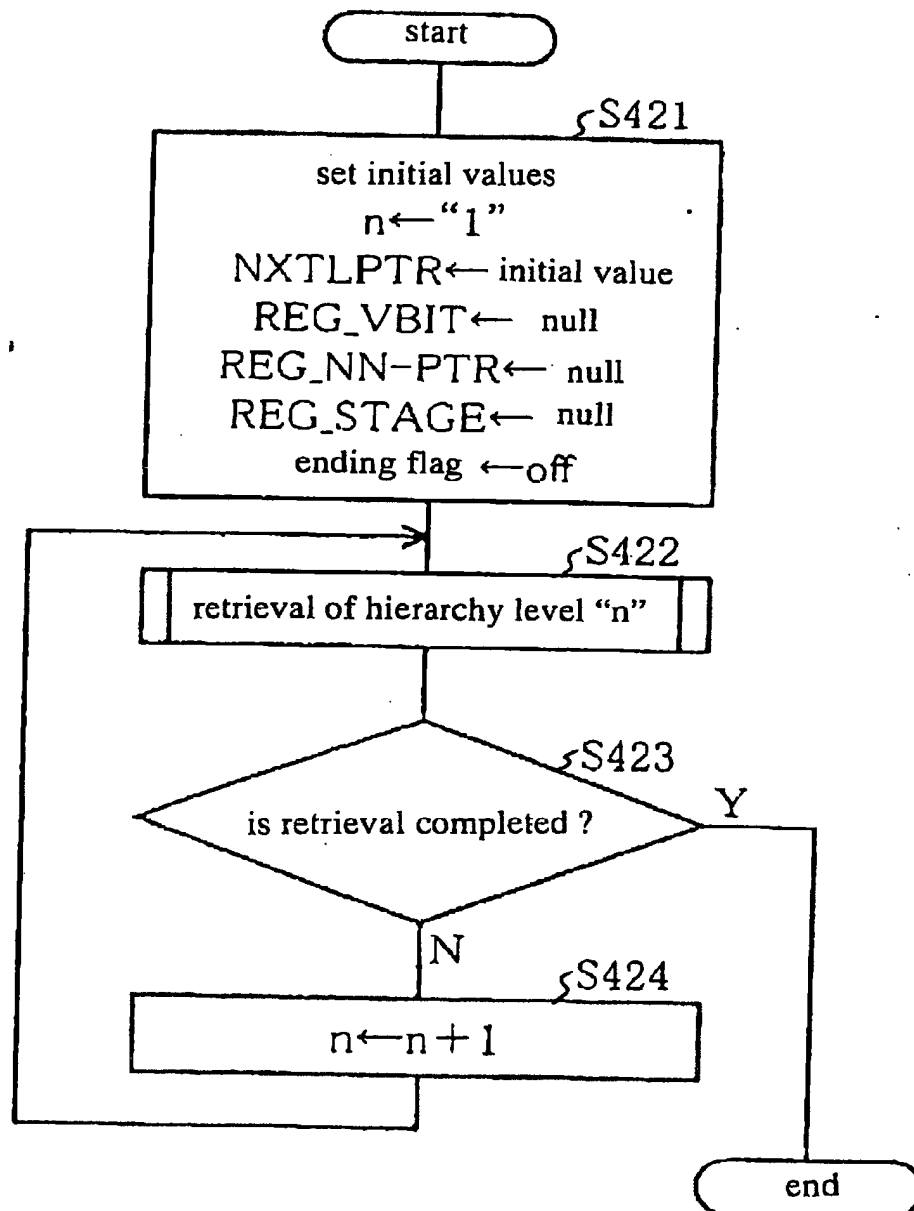 start
S421
set initial values
n←“1”
NXTLPTR← initial value
REG_VBIT← null
REG_NN-PTR← null
REG_STAGE← null
ending flag ←off
S422
retrieval of hierarchy level “n”
S423
is retrieval completed ?
Y
N
S424
n←n+1
end